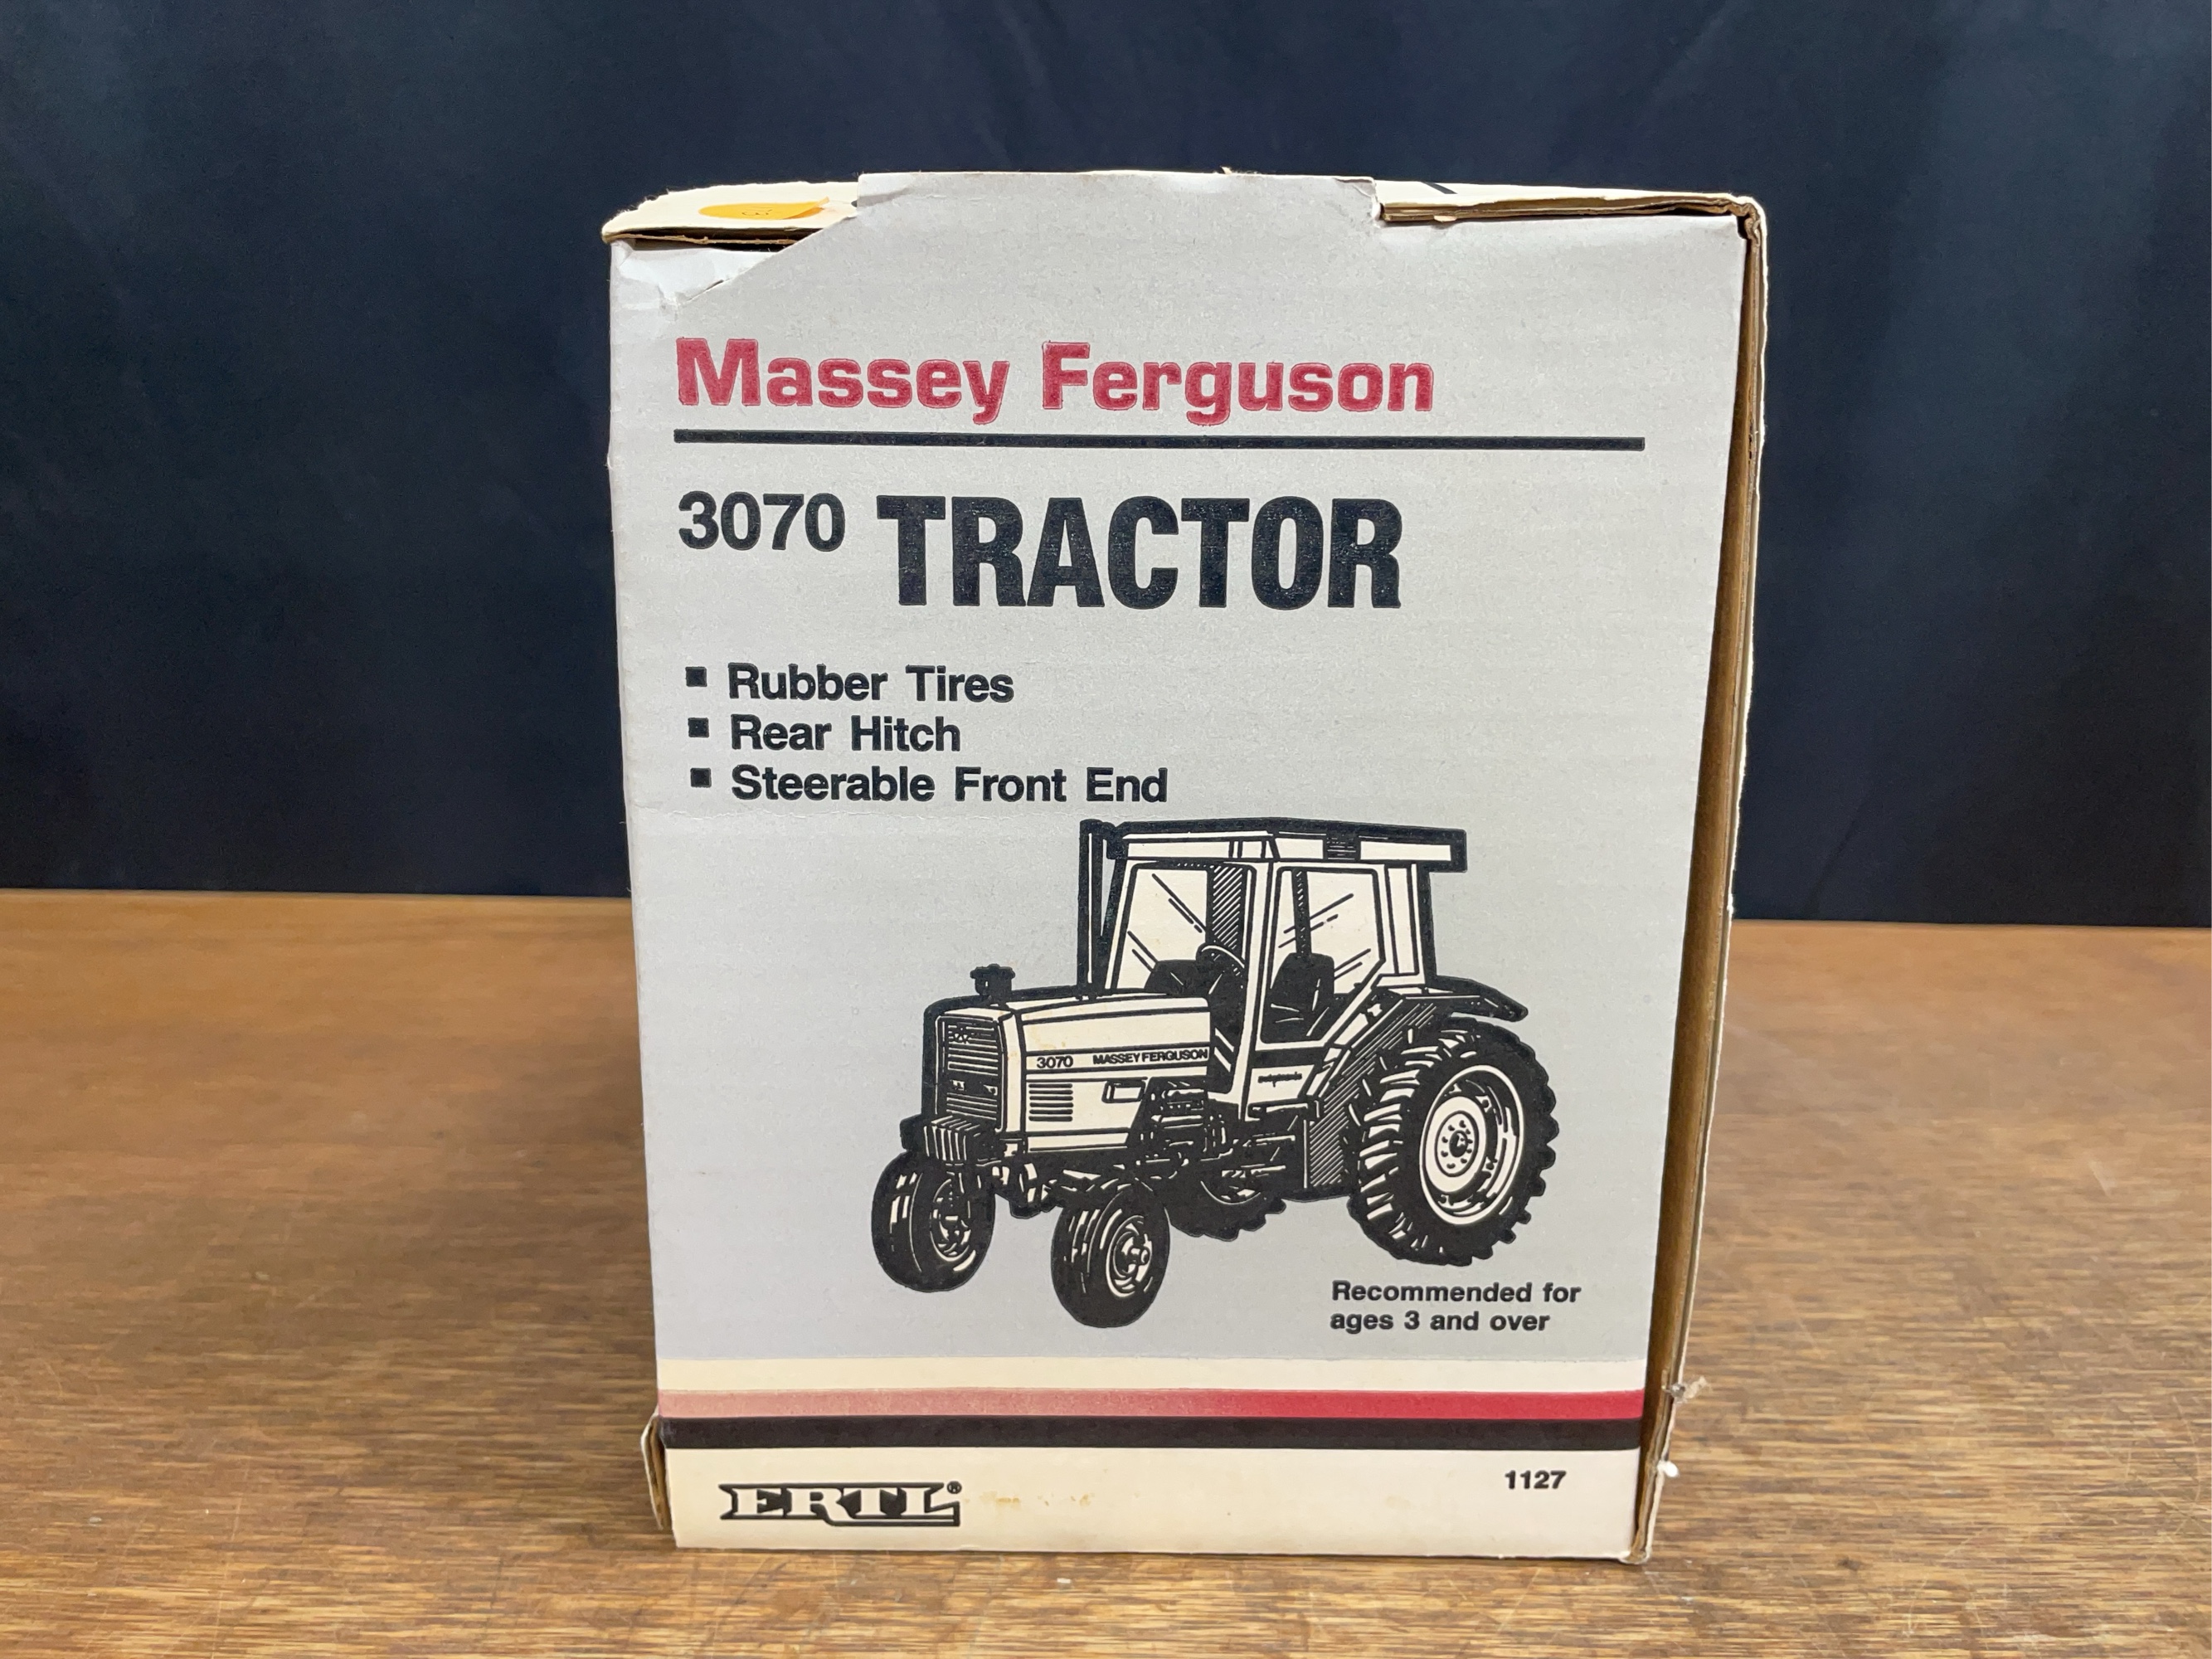 Massey Ferguson
3070 TRACTOR
▪ Rubber Tires
▪ Rear Hitch
▪ Steerable Front End
3070 MASSEY FERGUSON
Recommended for
ages 3 and over
ERTL®
1127